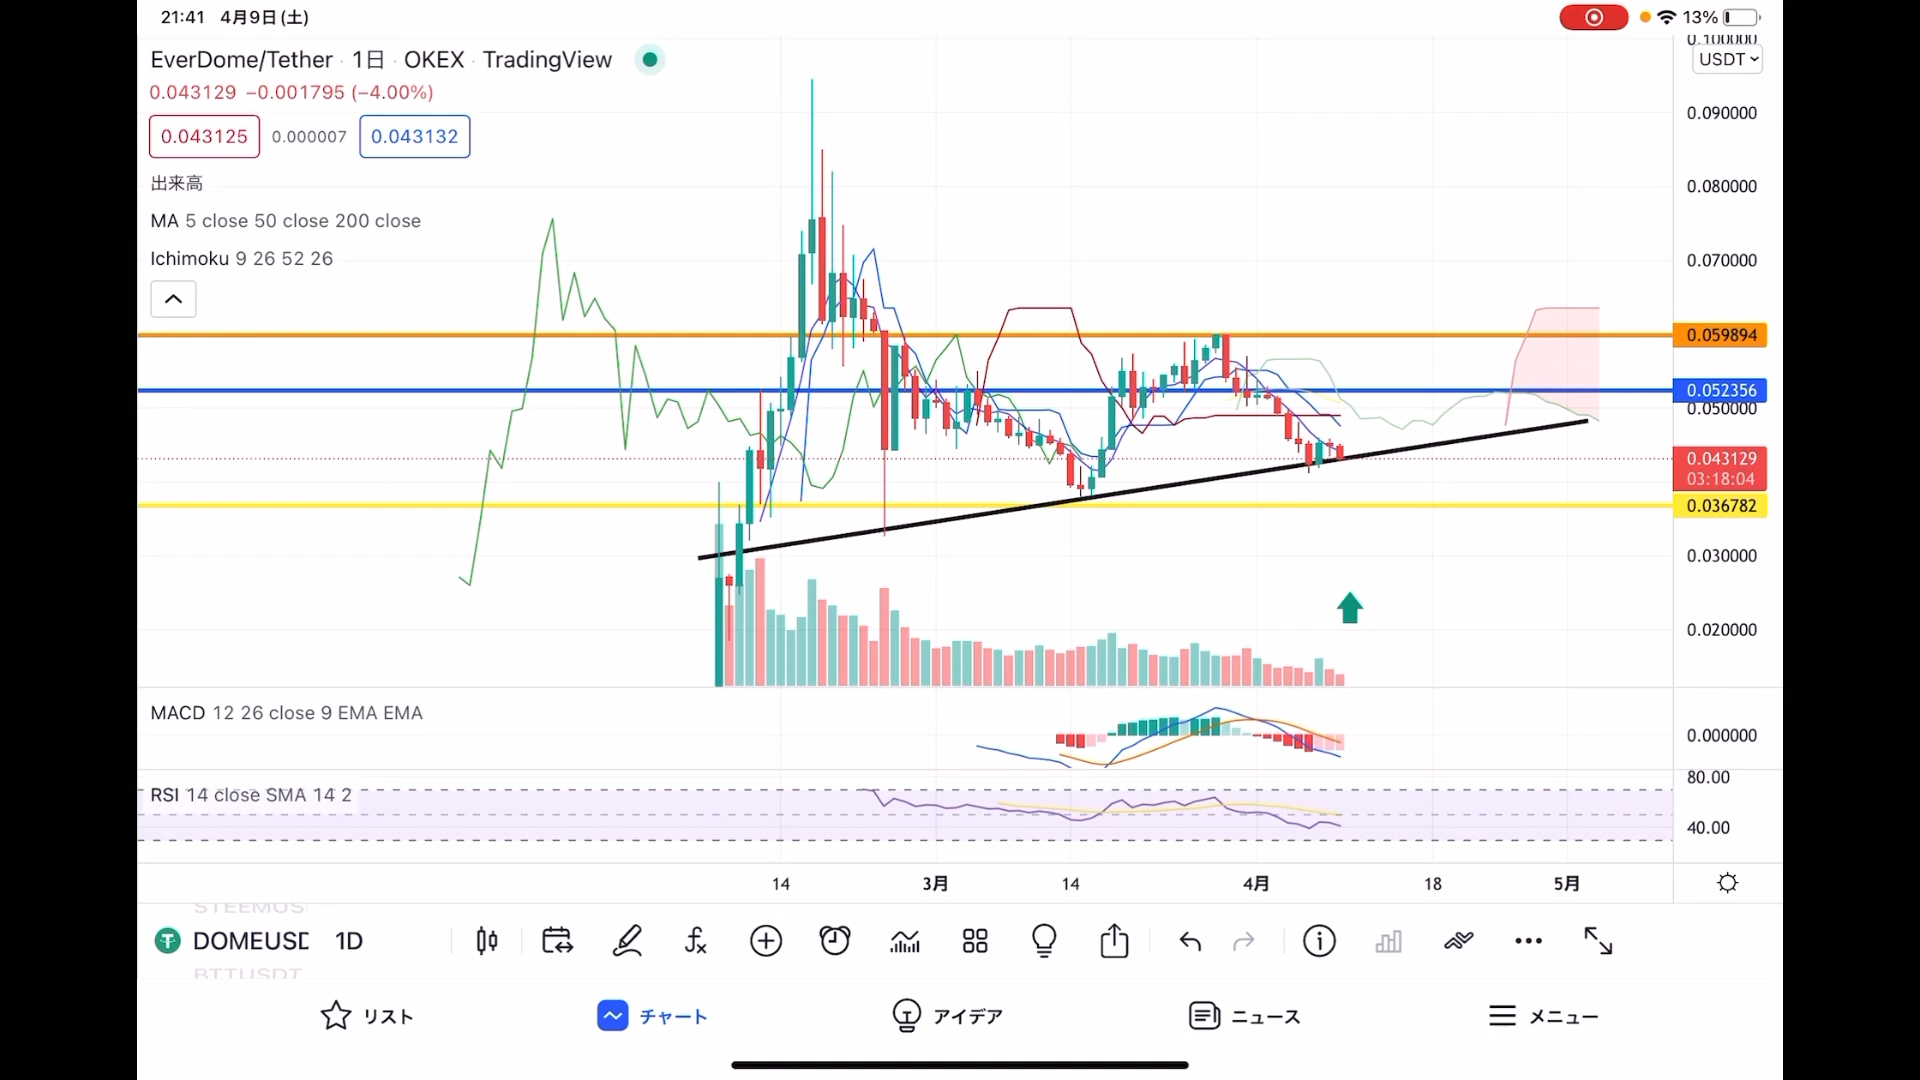 21:41 4月9日(土)
13%
EverDome/Tether · 1日 · OKEX · TradingView
0.100000
USDT
0.043129 −0.001795 (−4.00%)
0.043125 0.000007 0.043132
出来高
MA 5 close 50 close 200 close
Ichimoku 9 26 52 26
0.090000
0.080000
0.070000
0.059894
0.052356
0.050000
0.043129
03:18:04
0.036782
0.030000
0.020000
MACD 12 26 close 9 EMA EMA
0.000000
RSI 14 close SMA 14 2
80.00
40.00
14 3月 14 4月 18 5月
STEEMUS
DOMEUSD 1D
BTTUSDT
リスト チャート アイデア ニュース メニュー